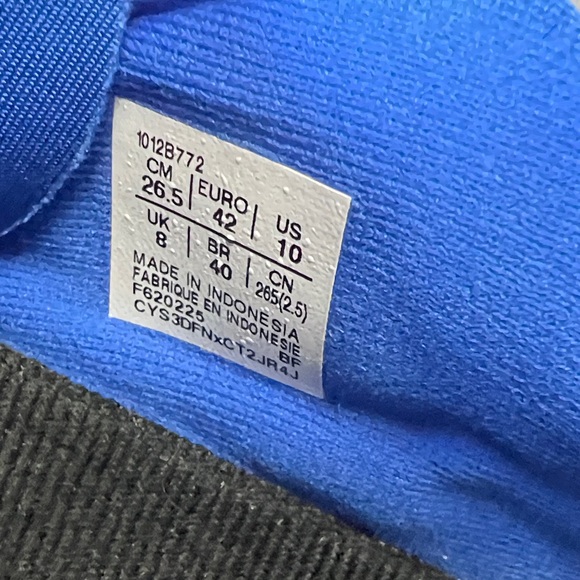 1012B772
CM | EURO | US
26.5 | 42 | 10
UK | BR | CN
8 | 40 | 265(2.5)
MADE IN INDONESIA
FABRIQUE EN INDONESIE
F620225 BF
CYS3DFNxCT2JR4J